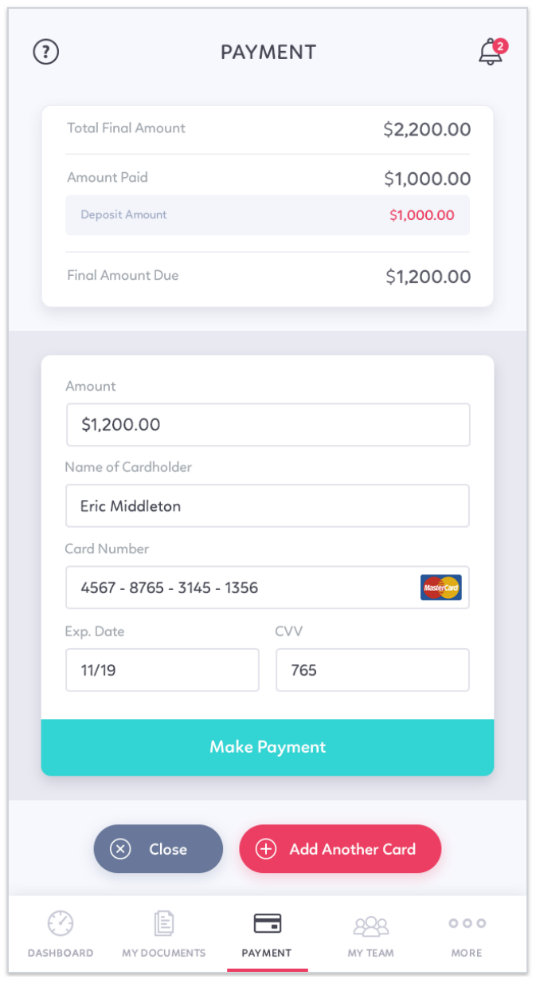 ?
PAYMENT
2
Total Final Amount $2,200.00
Amount Paid $1,000.00
Deposit Amount $1,000.00
Final Amount Due $1,200.00
Amount
$1,200.00
Name of Cardholder
Eric Middleton
Card Number
4567 - 8765 - 3145 - 1356 MasterCard
Exp. Date CVV
11/19 765
Make Payment
Close Add Another Card
DASHBOARD MY DOCUMENTS PAYMENT MY TEAM MORE